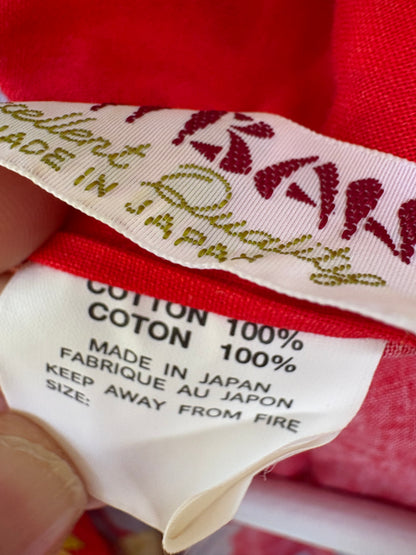 Excellent Quality
MADE IN JAPAN
COTTON 100%
COTON 100%
MADE IN JAPAN
FABRIQUE AU JAPON
KEEP AWAY FROM FIRE
SIZE: